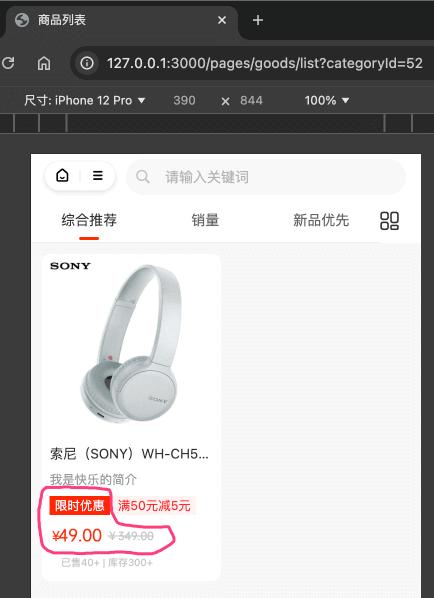 商品列表
127.0.0.1:3000/pages/goods/list?categoryId=52
尺寸: iPhone 12 Pro 390 × 844 100%
请输入关键词
综合推荐 销量 新品优先
SONY
索尼（SONY）WH-CH5...
我是快乐的简介
限时优惠 满50元减5元
¥49.00 ¥349.00
已售40+ | 库存300+